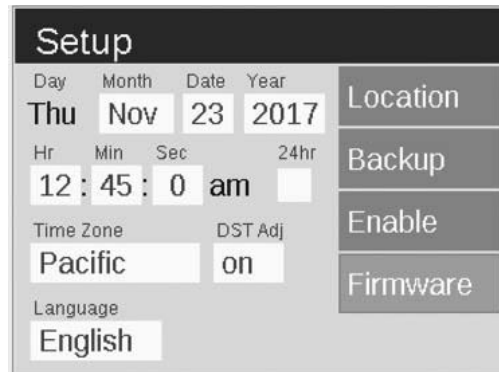 Setup
Day Month Date Year
Thu Nov 23 2017
Hr Min Sec 24hr
12 : 45 : 0 am
Time Zone DST Adj
Pacific on
Language
English
Location
Backup
Enable
Firmware